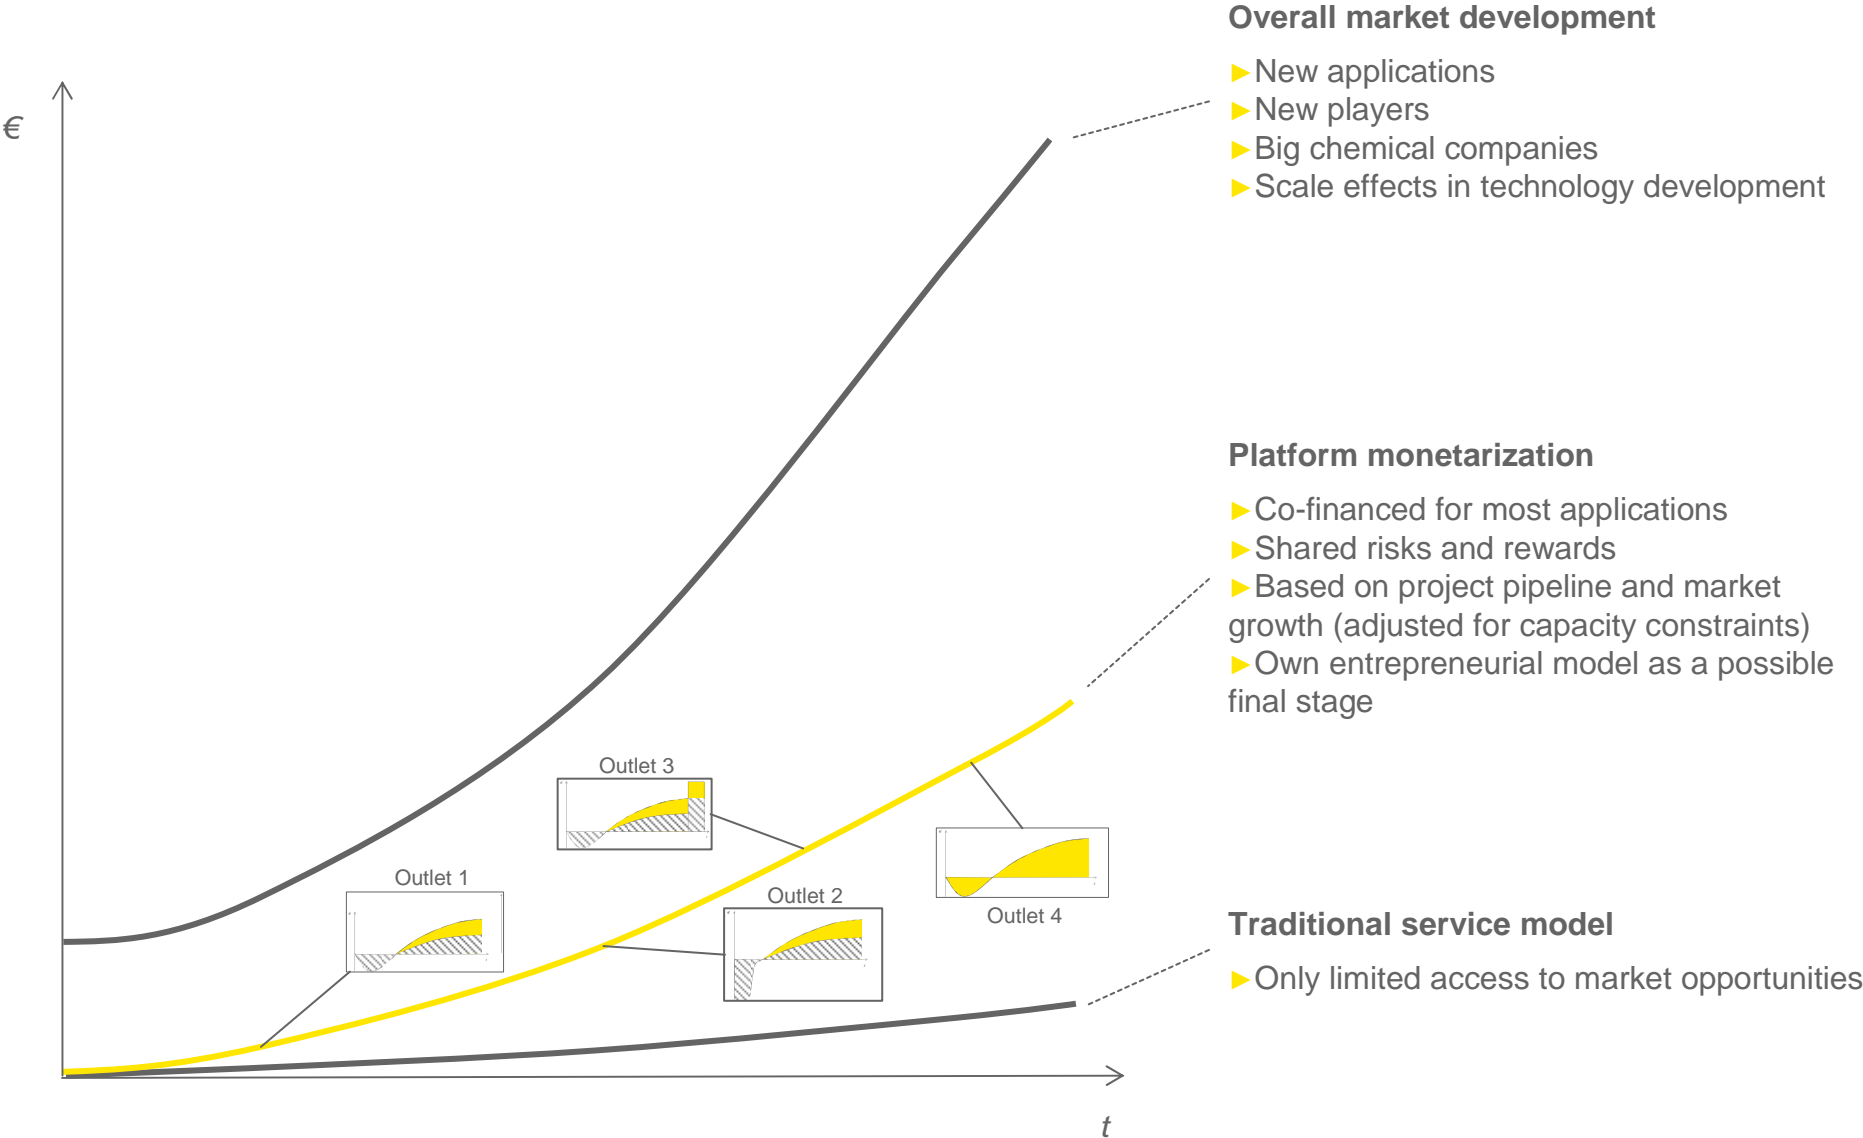 Overall market development
►New applications
►New players
►Big chemical companies
►Scale effects in technology development
€
Platform monetarization
►Co-financed for most applications
►Shared risks and rewards
►Based on project pipeline and market
growth (adjusted for capacity constraints)
►Own entrepreneurial model as a possible
final stage
Outlet 3
Outlet 1
Outlet 2
Outlet 4
Traditional service model
►Only limited access to market opportunities
t